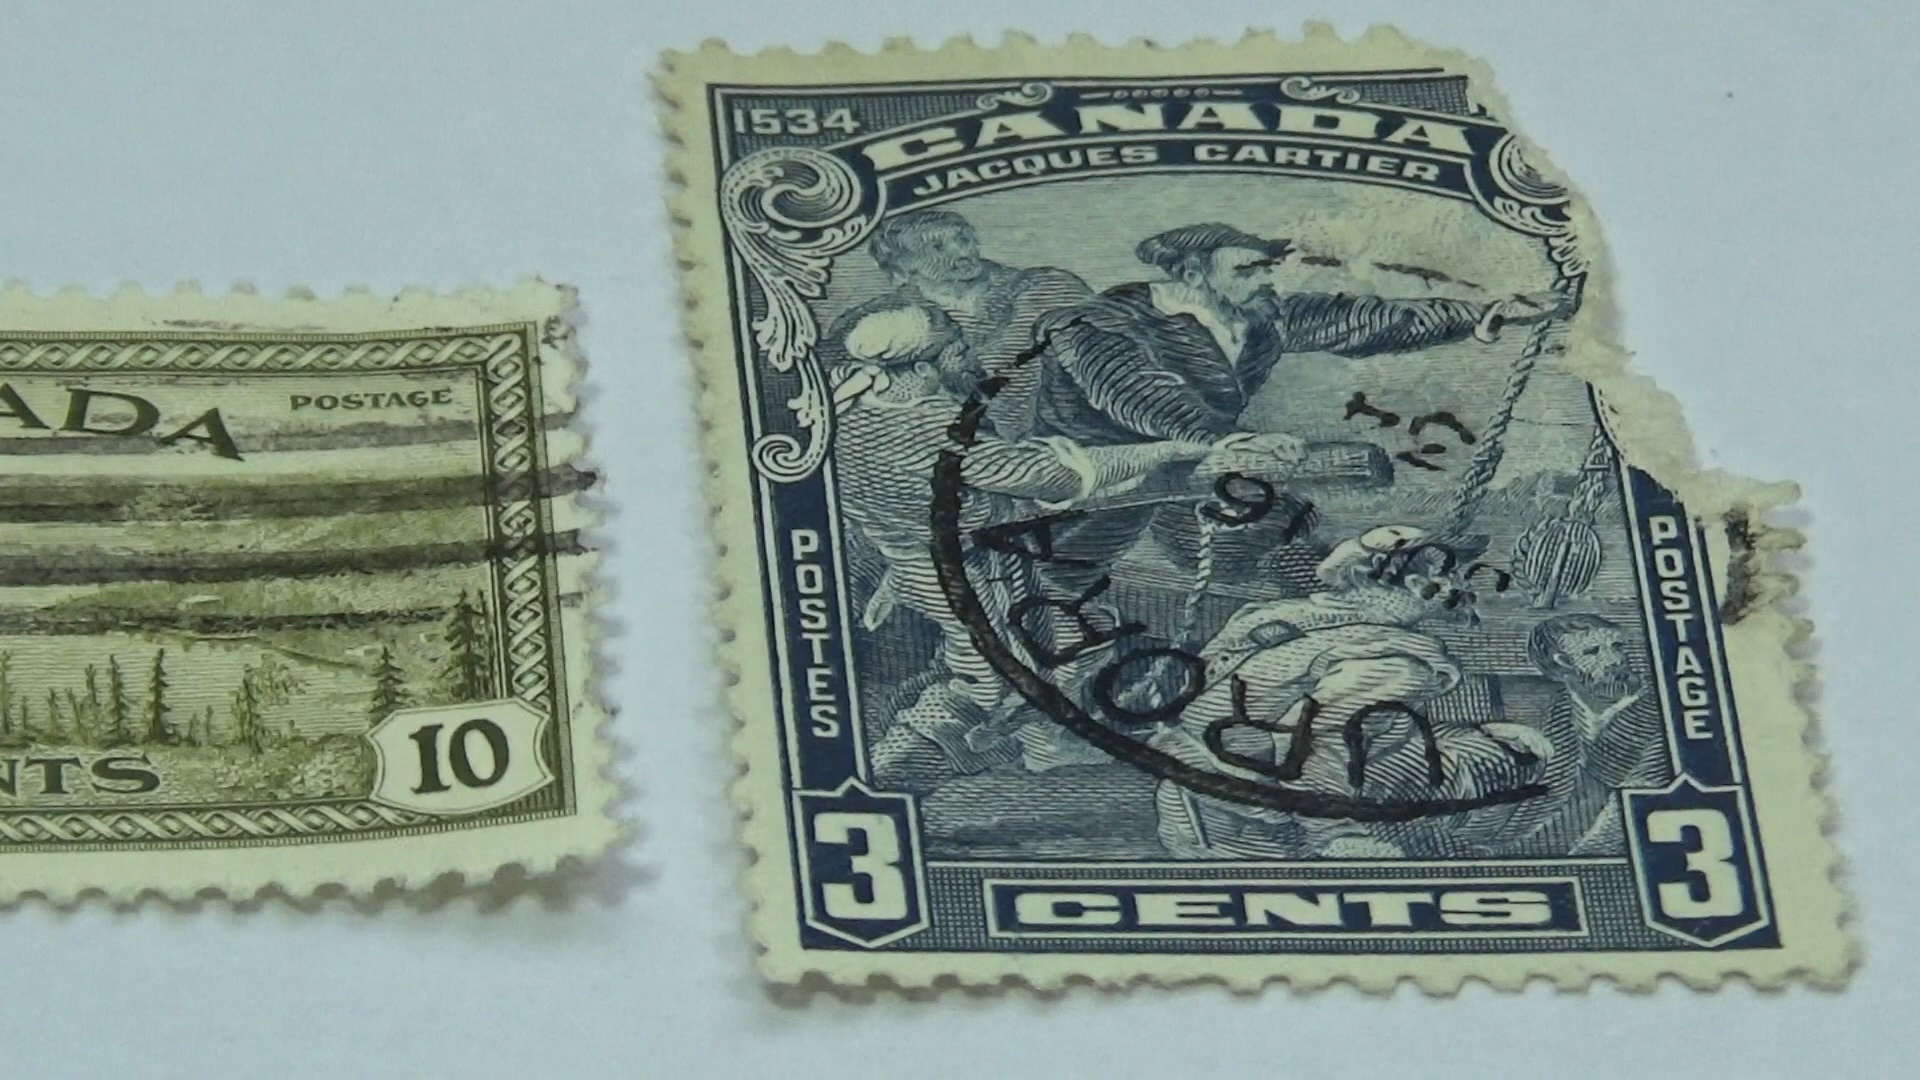 ADA
POSTAGE
NTS
10
1534
CANADA
JACQUES CARTIER
POSTES
POSTAGE
3
CENTS
3